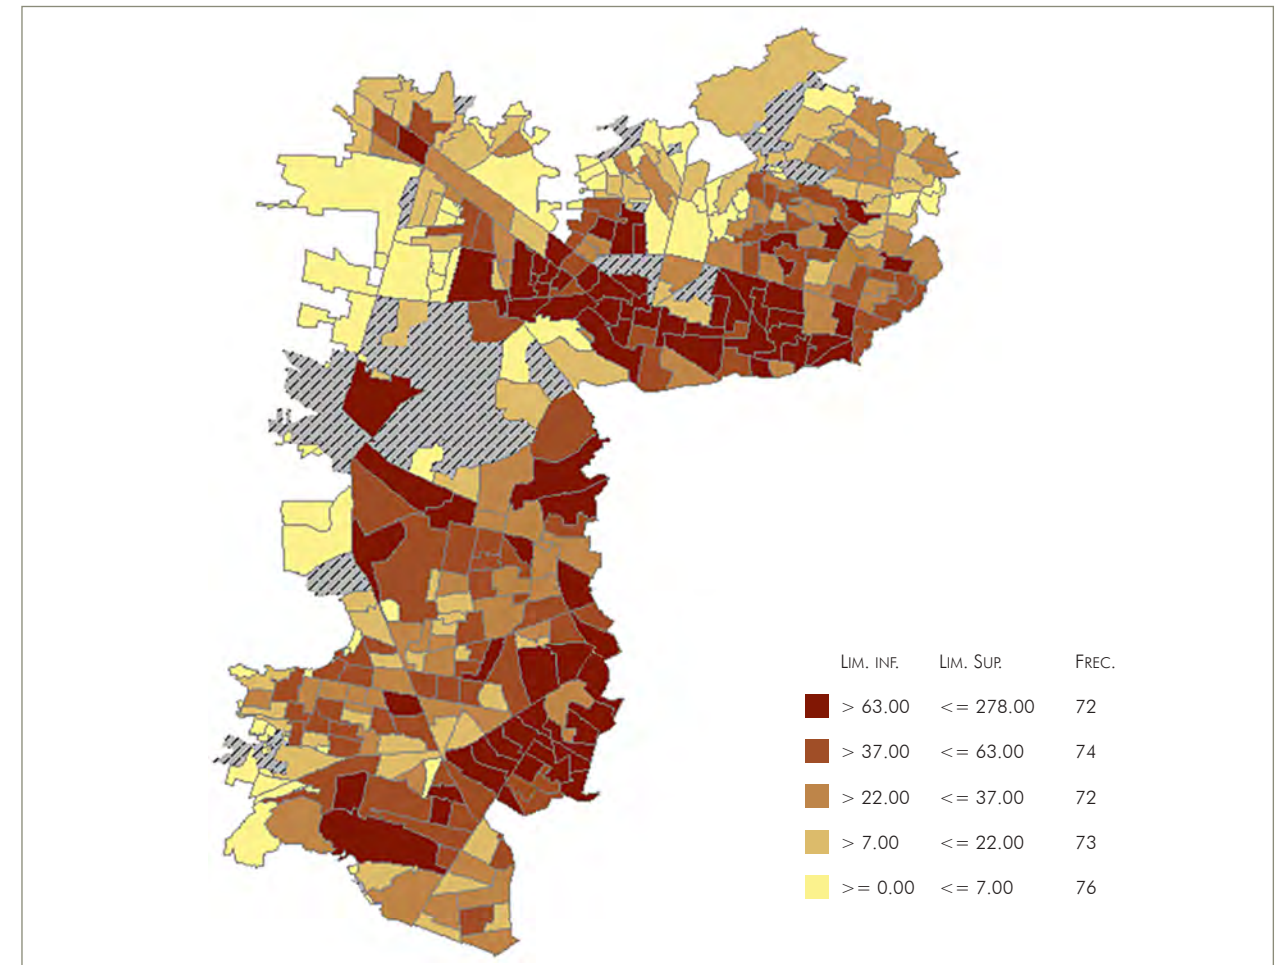 LIM. INF. LIM. SUP. FREC.
> 63.00 <= 278.00 72
> 37.00 <= 63.00 74
> 22.00 <= 37.00 72
> 7.00 <= 22.00 73
>= 0.00 <= 7.00 76